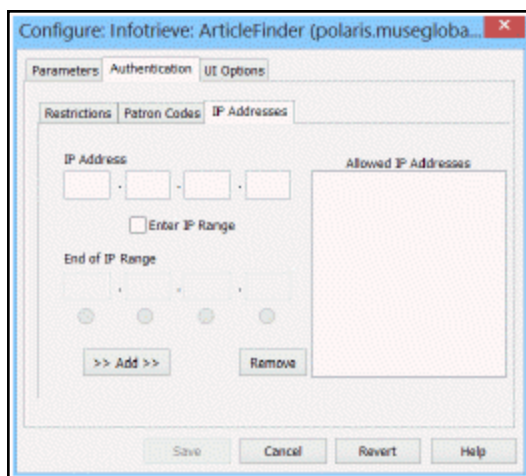 Configure: Infotrieve: ArticleFinder (polaris.musegloba...
Parameters Authentication UI Options
Restrictions Patron Codes IP Addresses
IP Address
Allowed IP Addresses
. . .
Enter IP Range
End of IP Range
. . .
>> Add >> Remove
Save Cancel Revert Help